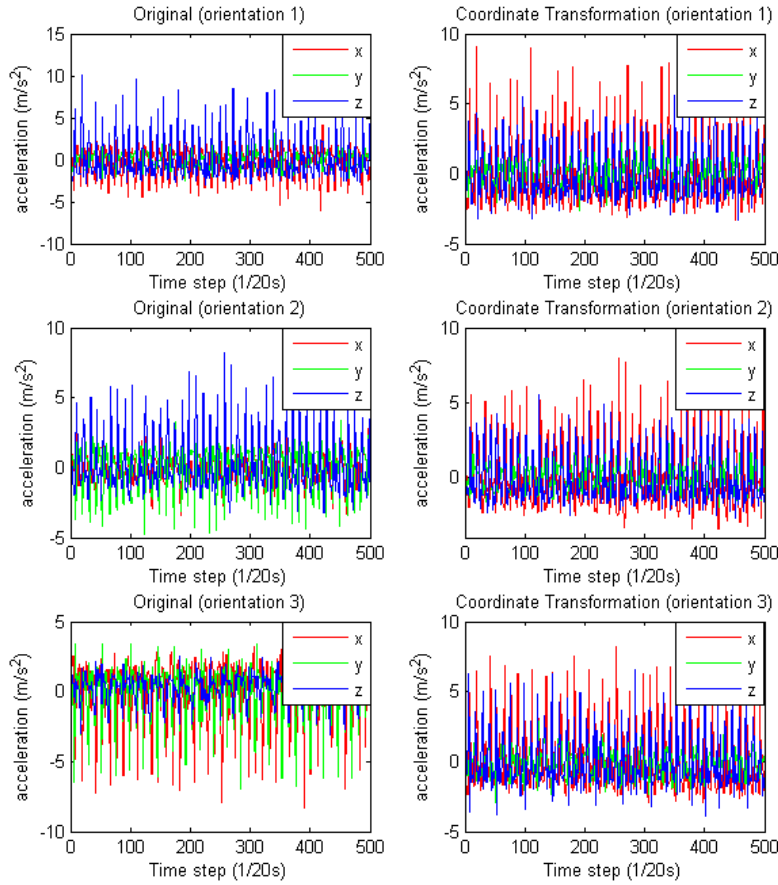 Original (orientation 1)
15
10
5
0
-5
-10
acceleration (m/s²)
x
y
z
0 100 200 300 400 500
Time step (1/20s)
Coordinate Transformation (orientation 1)
10
5
0
-5
acceleration (m/s²)
x
y
z
0 100 200 300 400 500
Time step (1/20s)
Original (orientation 2)
10
5
0
-5
acceleration (m/s²)
x
y
z
0 100 200 300 400 500
Time step (1/20s)
Coordinate Transformation (orientation 2)
10
5
0
acceleration (m/s²)
x
y
z
0 100 200 300 400 500
Time step (1/20s)
Original (orientation 3)
5
0
-5
-10
acceleration (m/s²)
x
y
z
0 100 200 300 400 500
Time step (1/20s)
Coordinate Transformation (orientation 3)
10
5
0
-5
acceleration (m/s²)
x
y
z
0 100 200 300 400 500
Time step (1/20s)